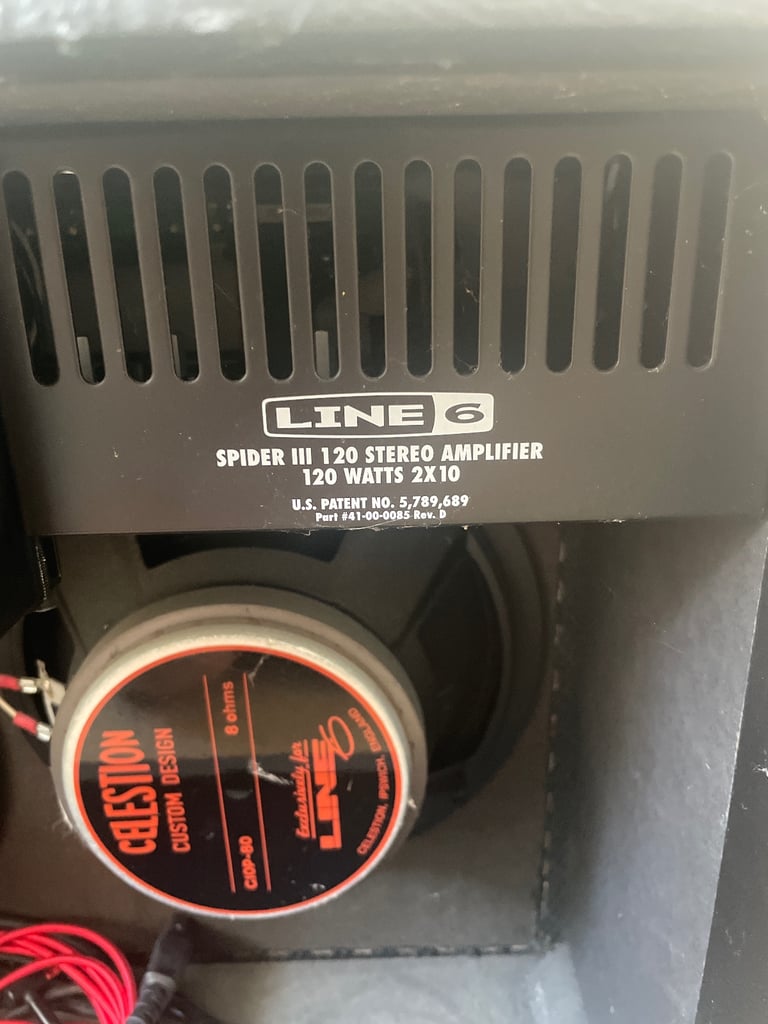 LINE 6
SPIDER III 120 STEREO AMPLIFIER
120 WATTS 2X10
U.S. PATENT NO. 5,789,689
Part #41-00-0085 Rev. D
CELESTION
CUSTOM DESIGN
G10P-80 8 ohms
Exclusively for
LINE 6
CELESTION, IPSWICH, ENGLAND